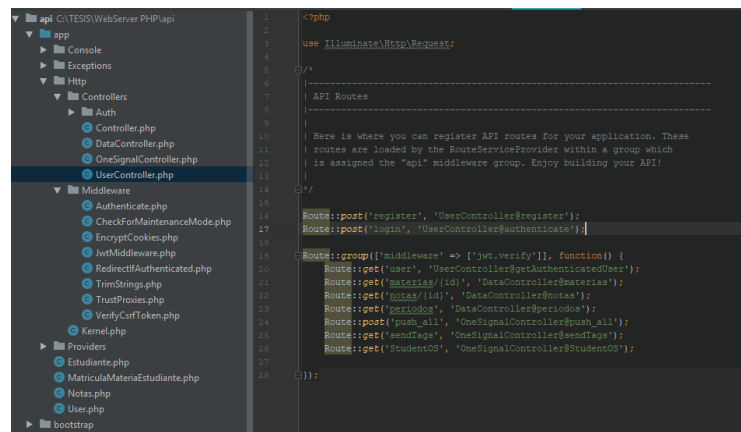 api C:\TESIS\WebServer PHP\api
app
Console
Exceptions
Http
Controllers
Auth
Controller.php
DataController.php
OneSignalController.php
UserController.php
Middleware
Authenticate.php
CheckForMaintenanceMode.php
EncryptCookies.php
JwtMiddleware.php
RedirectIfAuthenticated.php
TrimStrings.php
TrustProxies.php
VerifyCsrfToken.php
Kernel.php
Providers
Estudiante.php
MatriculaMateriaEstudiante.php
Notas.php
User.php
bootstrap
1 <?php
2
3 use Illuminate\Http\Request;
4
5 /*
6 |--------------------------------------------------------------------------
7 | API Routes
8 |--------------------------------------------------------------------------
9 |
10 | Here is where you can register API routes for your application. These
11 | routes are loaded by the RouteServiceProvider within a group which
12 | is assigned the "api" middleware group. Enjoy building your API!
13 |
14 */
15
16 Route::post('register', 'UserController@register');
17 Route::post('login', 'UserController@authenticate');
18
19 Route::group(['middleware' => ['jwt.verify']], function() {
20 Route::get('user', 'UserController@getAuthenticatedUser');
21 Route::get('materias/{id}', 'DataController@materias');
22 Route::get('notas/{id}', 'DataController@notas');
23 Route::get('periodos', 'DataController@periodos');
24 Route::post('push_all', 'OneSignalController@push_all');
25 Route::get('sendTags', 'OneSignalController@sendTags');
26 Route::get('StudentOS', 'OneSignalController@StudentOS');
27
28 });